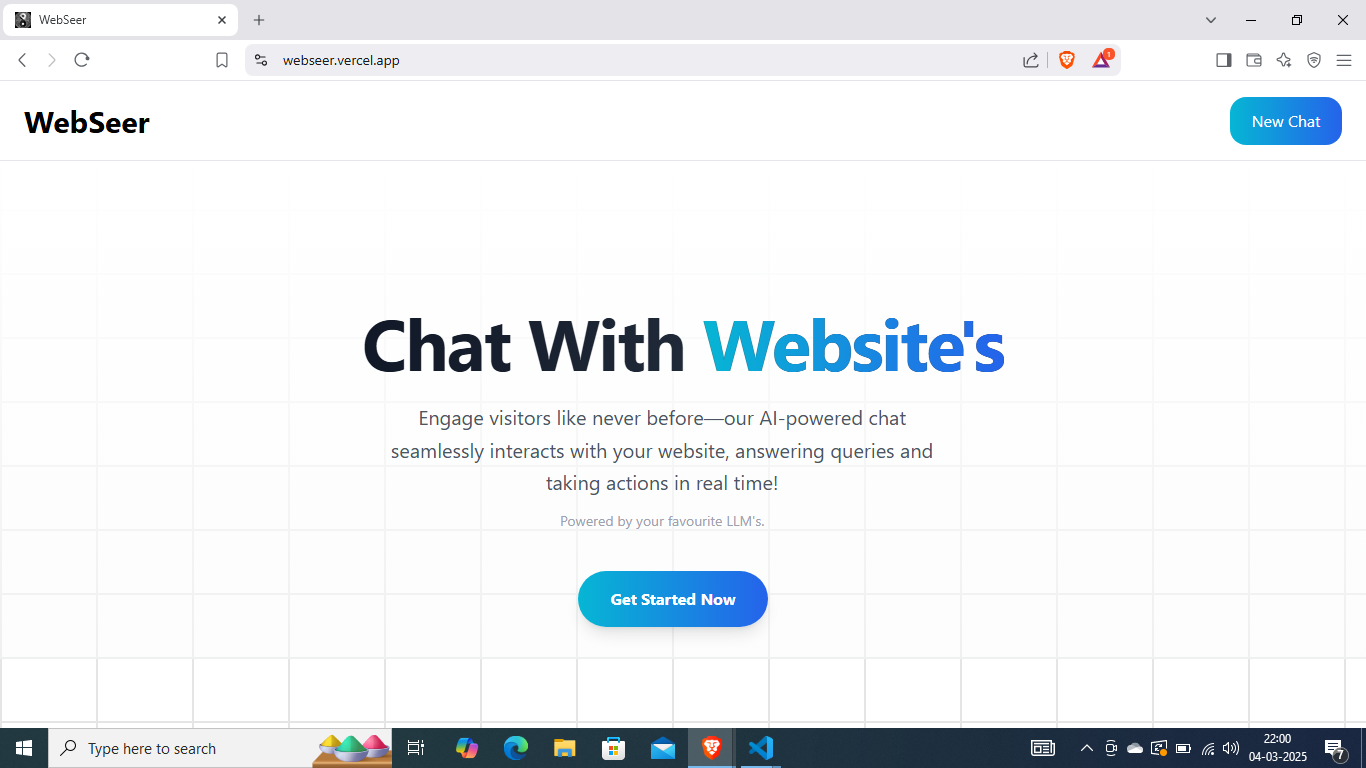 WebSeer
webseer.vercel.app
1
WebSeer
New Chat
Chat With Website's
Engage visitors like never before—our AI-powered chat
seamlessly interacts with your website, answering queries and
taking actions in real time!
Powered by your favourite LLM's.
Get Started Now
Type here to search
22:00
04-03-2025
7